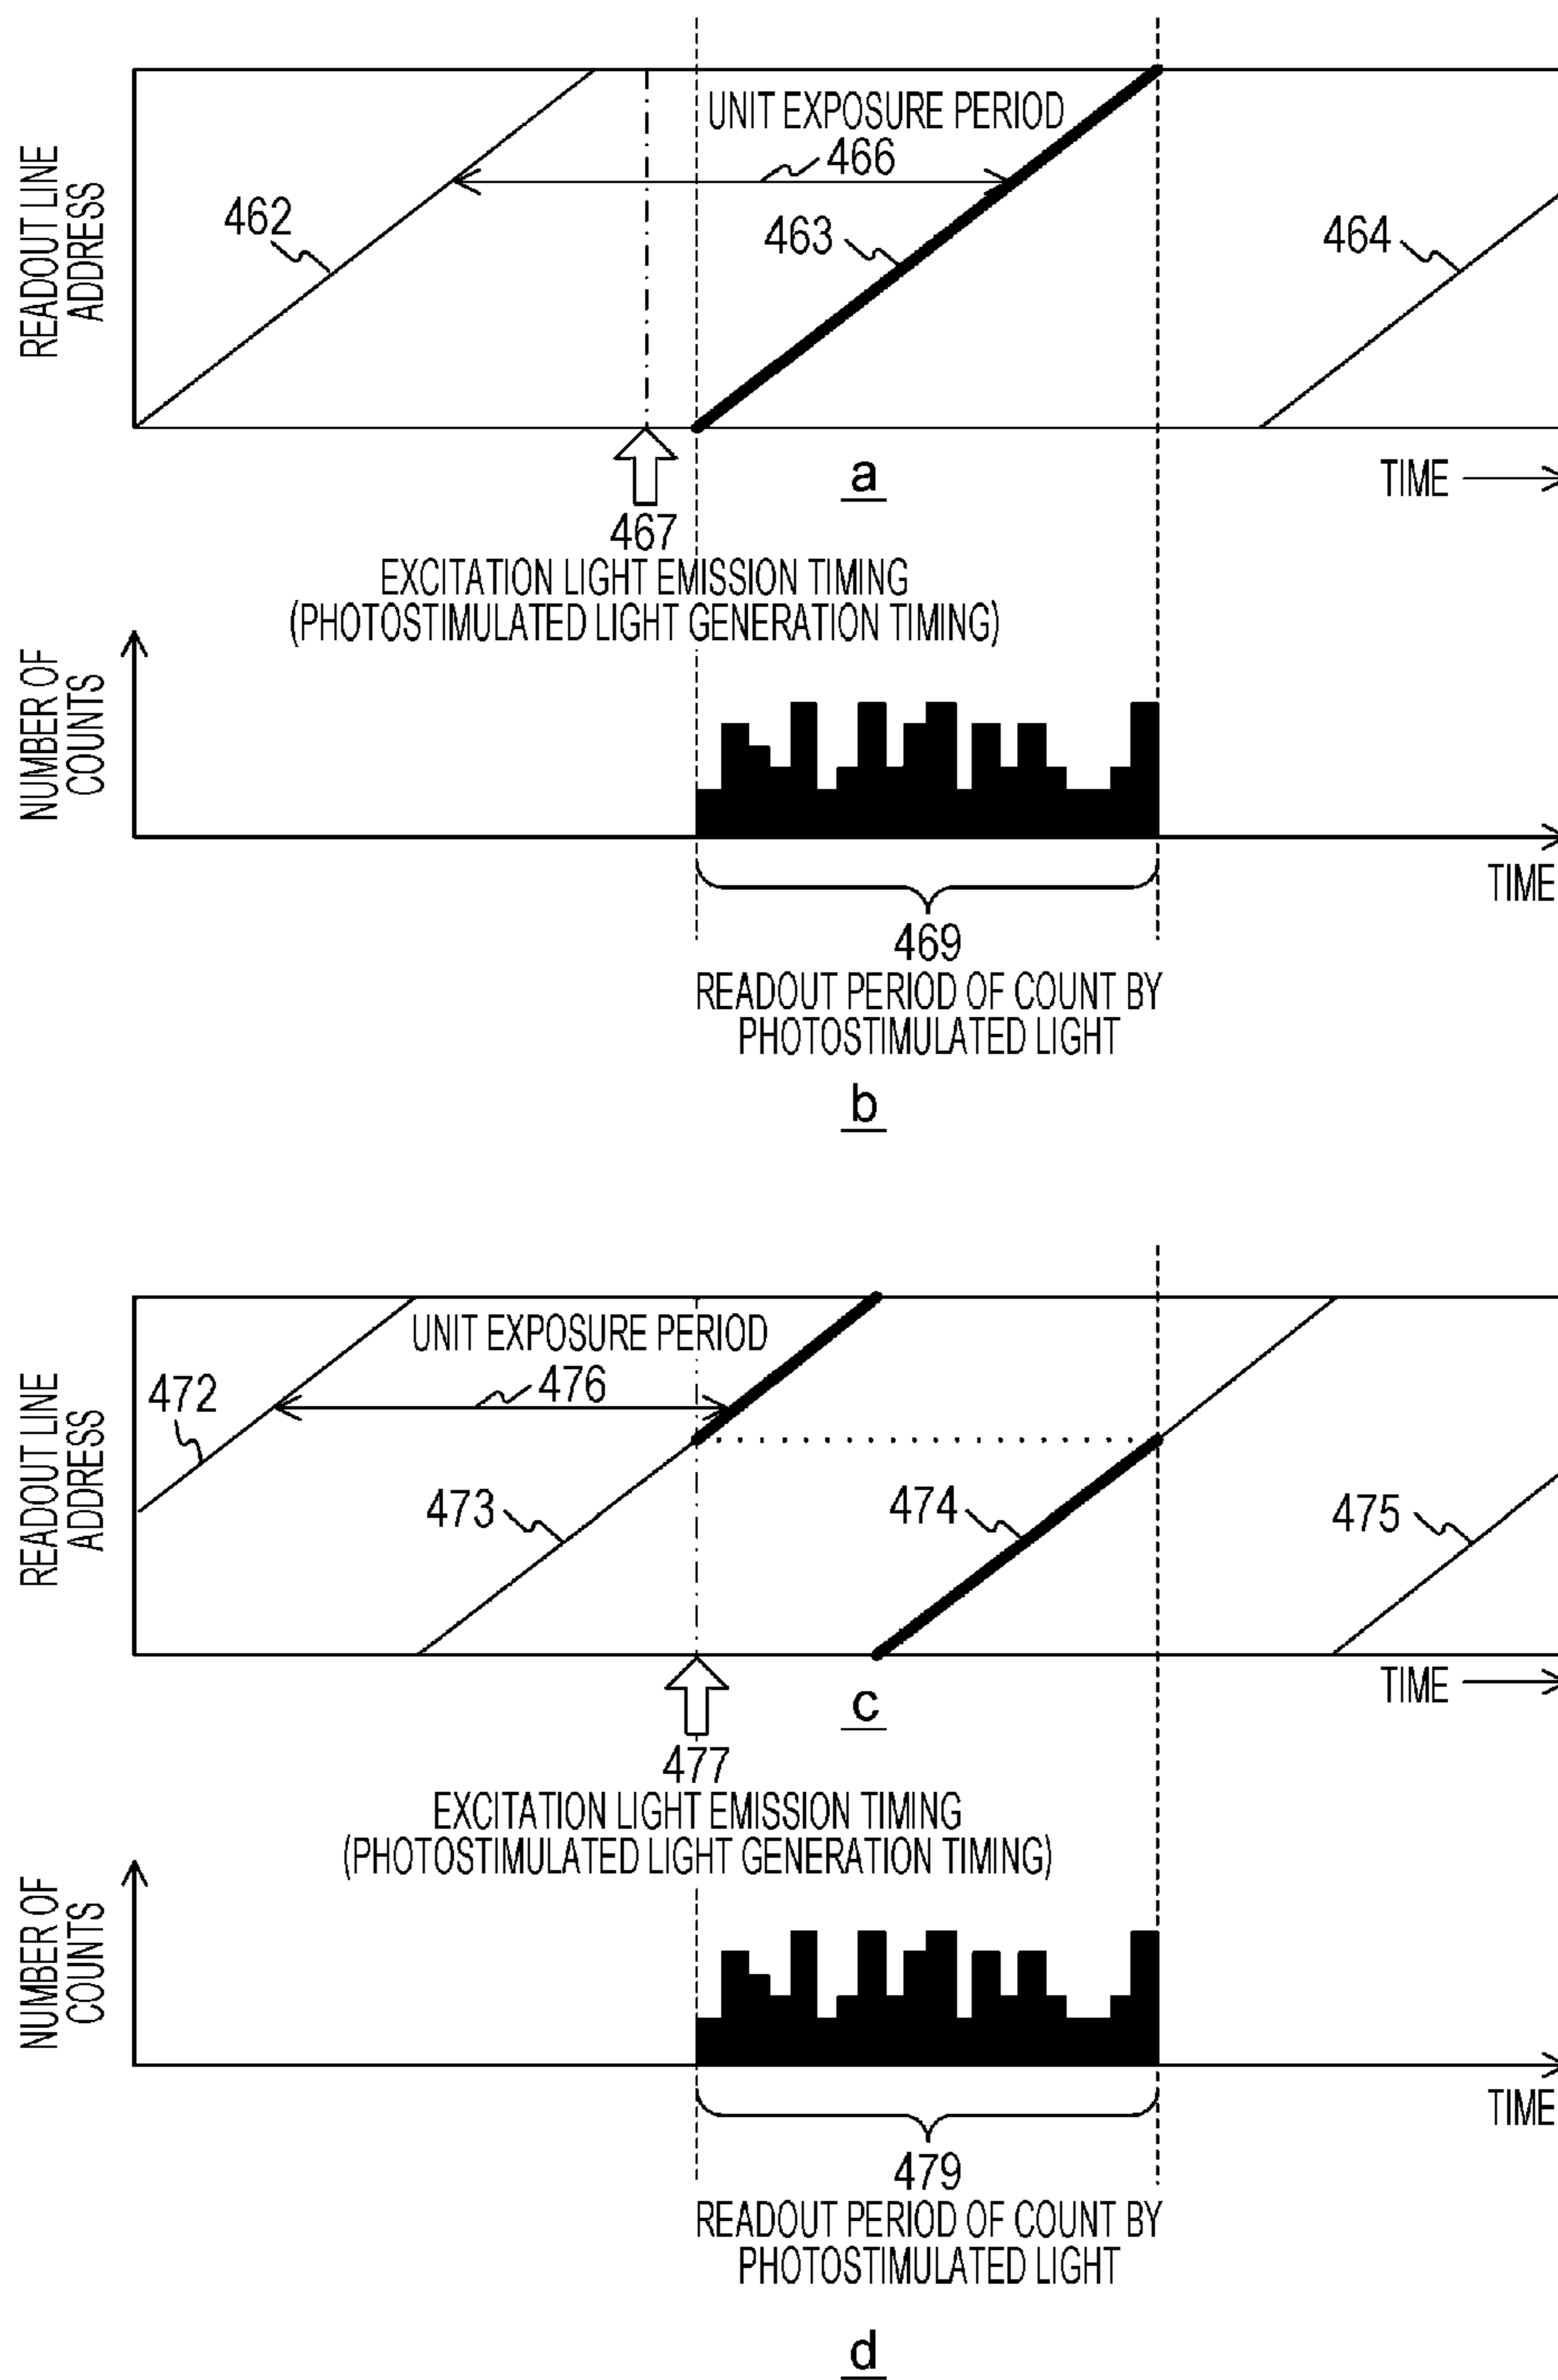 READOUT LINE
ADDRESS
UNIT EXPOSURE PERIOD
466
462
463
464
a
TIME
467
EXCITATION LIGHT EMISSION TIMING
(PHOTOSTIMULATED LIGHT GENERATION TIMING)
NUMBER OF
COUNTS
TIME
469
READOUT PERIOD OF COUNT BY
PHOTOSTIMULATED LIGHT
b
READOUT LINE
ADDRESS
UNIT EXPOSURE PERIOD
476
472
473
474
475
TIME
c
477
EXCITATION LIGHT EMISSION TIMING
(PHOTOSTIMULATED LIGHT GENERATION TIMING)
NUMBER OF
COUNTS
TIME
479
READOUT PERIOD OF COUNT BY
PHOTOSTIMULATED LIGHT
d